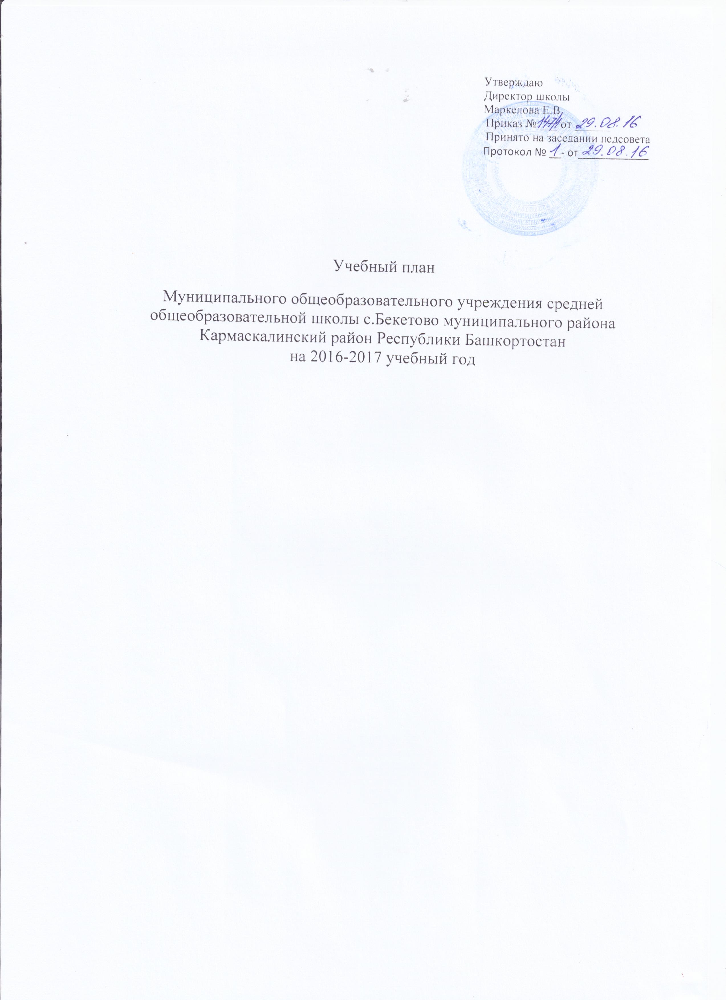 Утверждаю
Директор школы
Маркелова Е.В.
Приказ № от 29.08.16
Принято на заседании педсовета
Протокол № 1 - от 29.08.16
Учебный план
Муниципального общеобразовательного учреждения средней
общеобразовательной школы с.Бекетово муниципального района
Кармаскалинский район Республики Башкортостан
на 2016-2017 учебный год